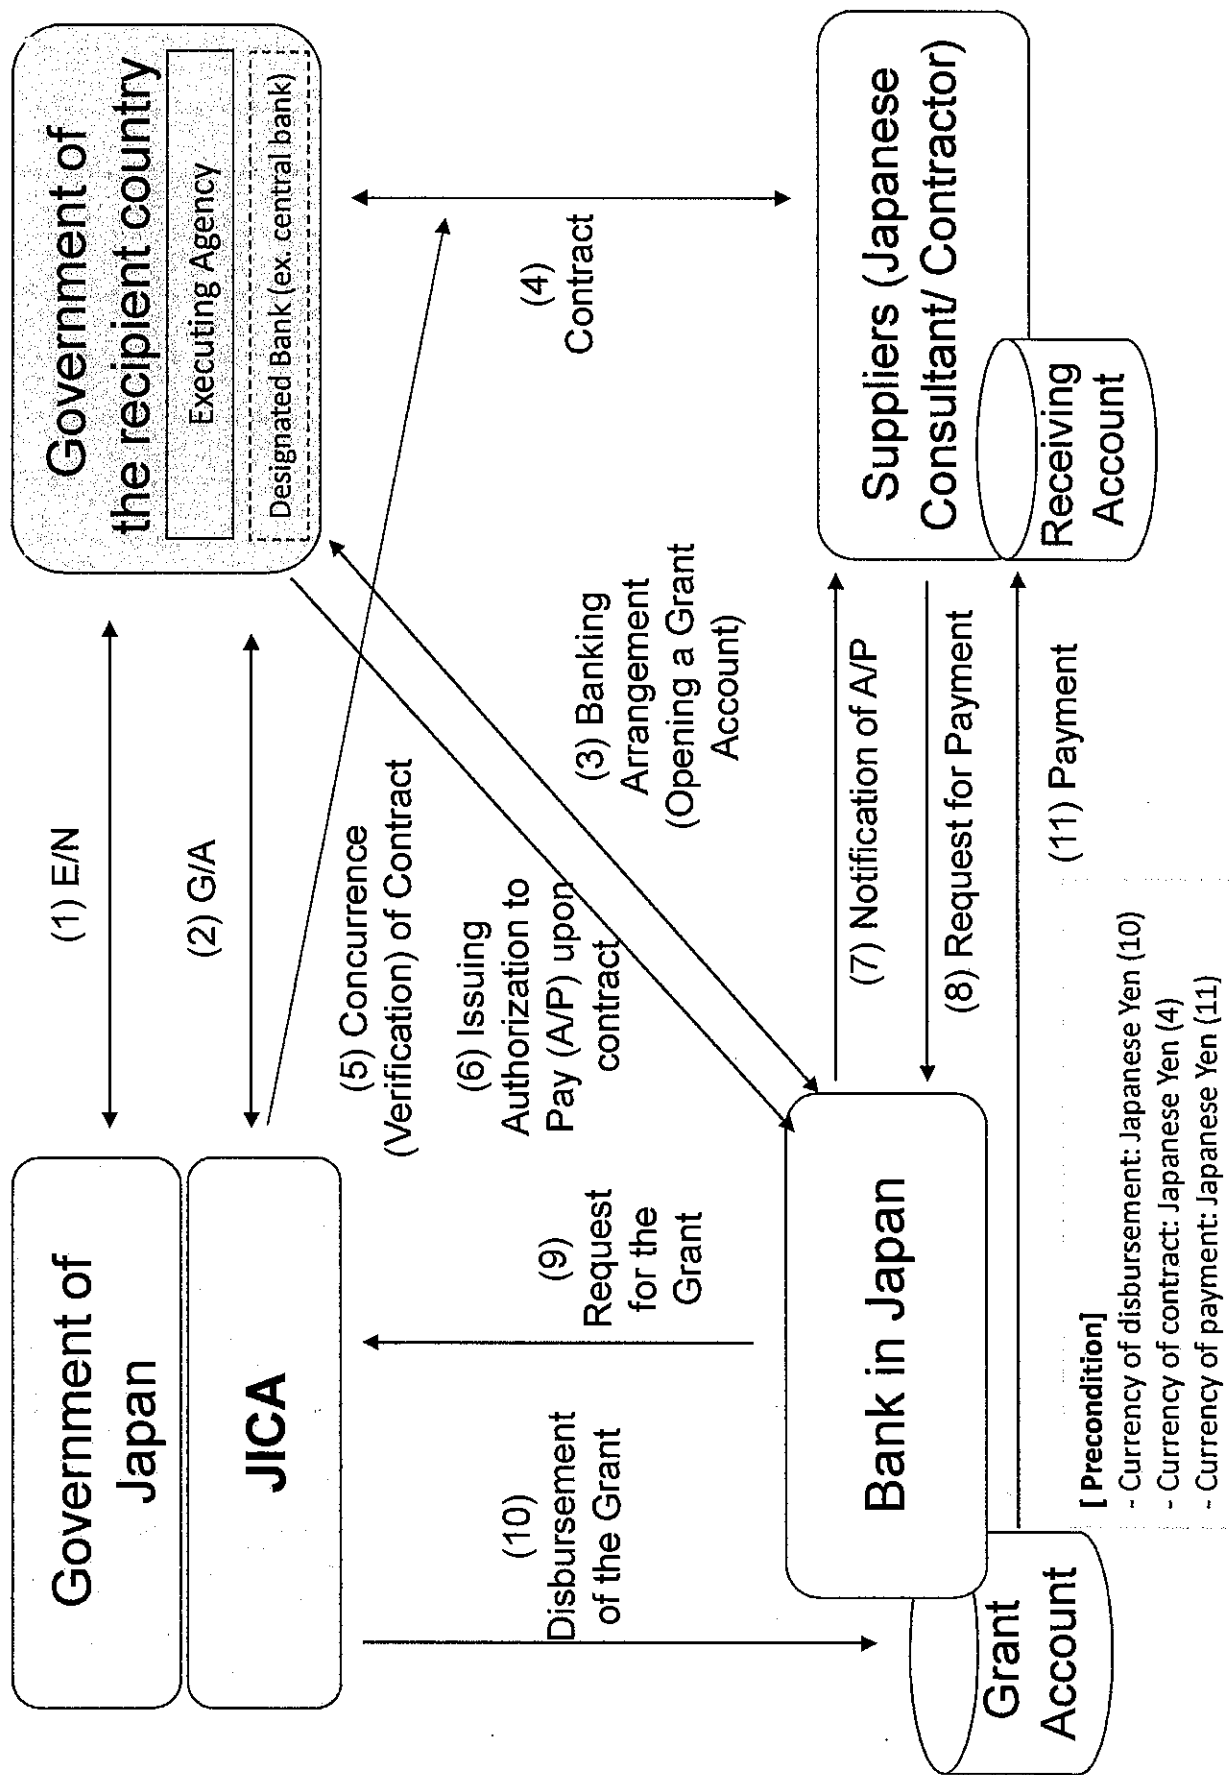 Government of
Japan
JICA
(1) E/N
(2) G/A
Government of
the recipient country
Executing Agency
Designated Bank (ex. central bank)
(5) Concurrence
(Verification) of Contract
(6) Issuing
Authorization to
Pay (A/P) upon
contract
(9)
Request
for the
Grant
(10)
Disbursement
of the Grant
(3) Banking
Arrangement
(Opening a Grant
Account)
(4)
Contract
Bank in Japan
Grant
Account
(7) Notification of A/P
(8) Request for Payment
(11) Payment
Suppliers (Japanese
Consultant/ Contractor)
Receiving
Account
[ Precondition]
- Currency of disbursement: Japanese Yen (10)
- Currency of contract: Japanese Yen (4)
- Currency of payment: Japanese Yen (11)